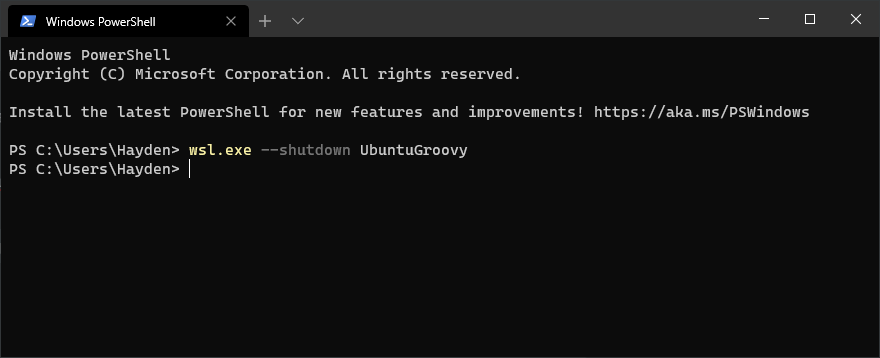 Windows PowerShell
Windows PowerShell
Copyright (C) Microsoft Corporation. All rights reserved.
Install the latest PowerShell for new features and improvements! https://aka.ms/PSWindows
PS C:\Users\Hayden> wsl.exe --shutdown UbuntuGroovy
PS C:\Users\Hayden>